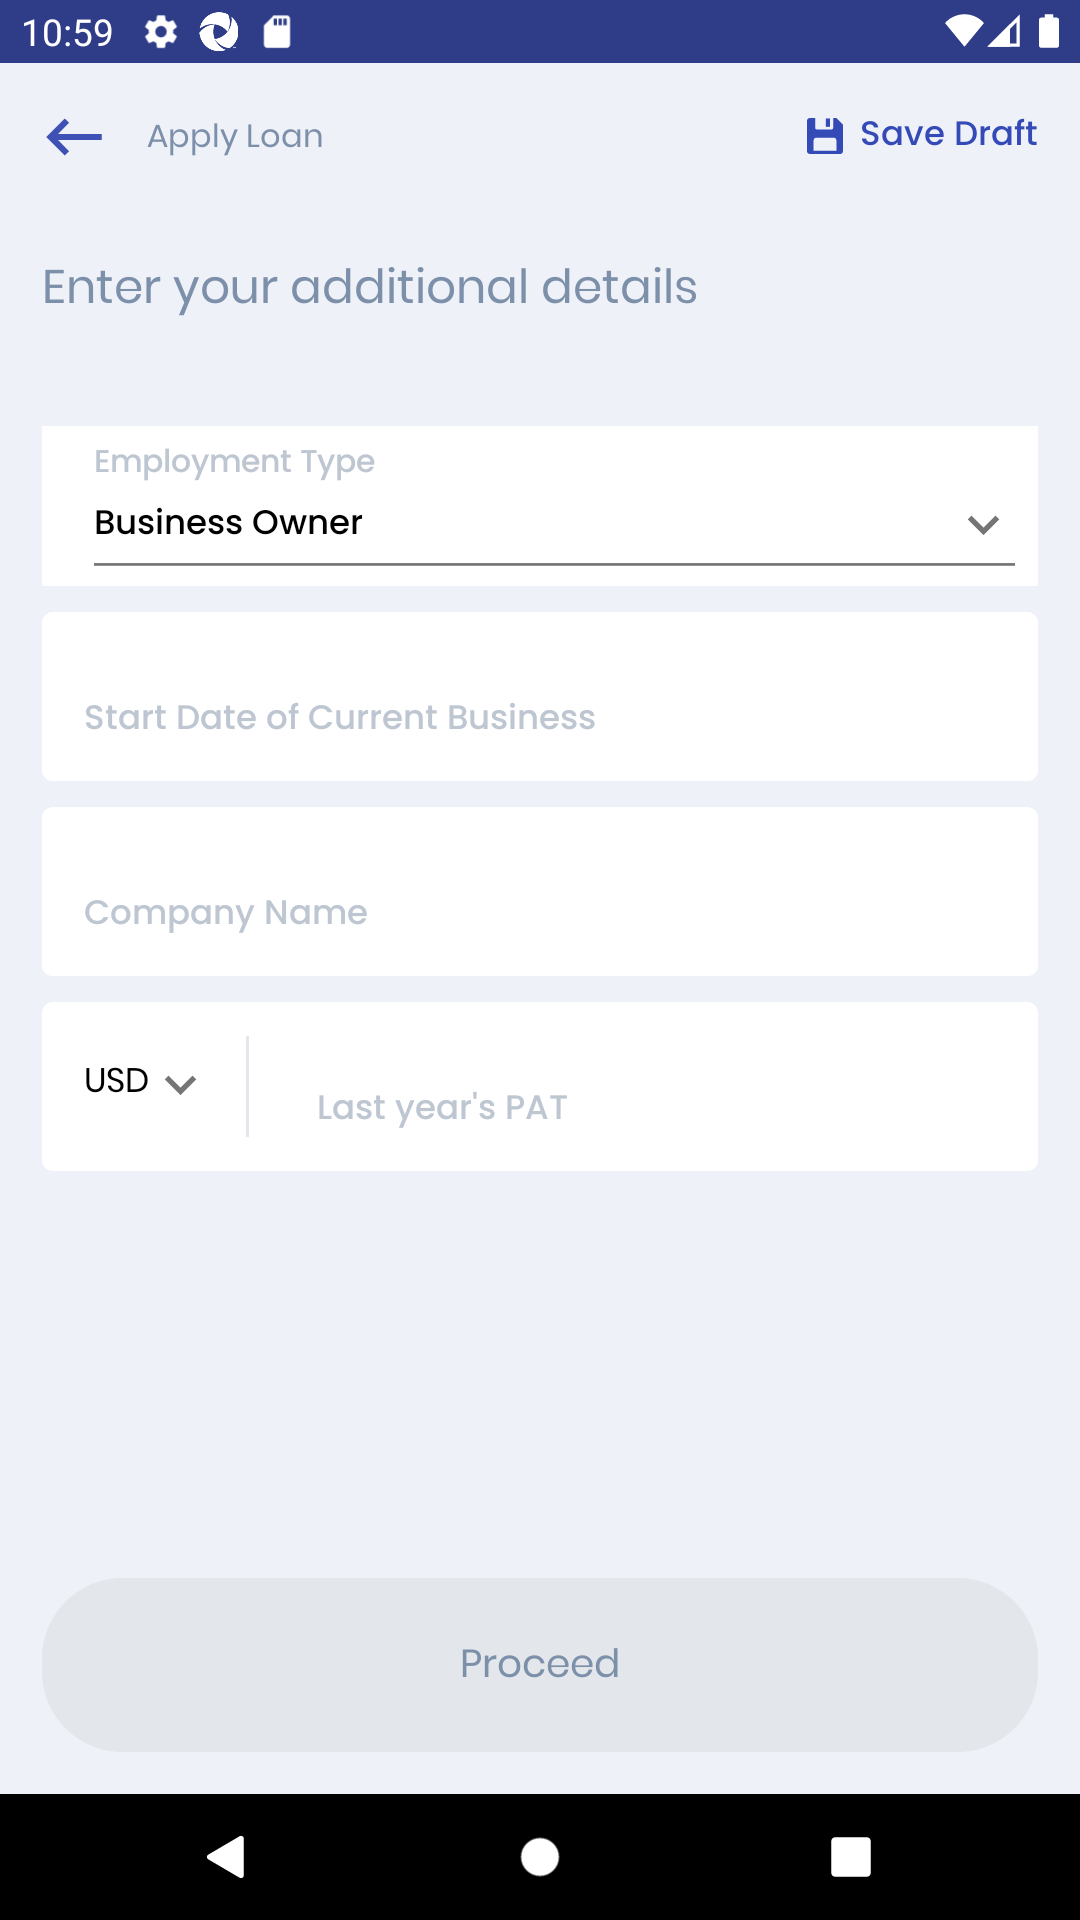 10:59
Apply Loan
Save Draft
Enter your additional details
Employment Type
Business Owner
Start Date of Current Business
Company Name
USD
Last year's PAT
Proceed